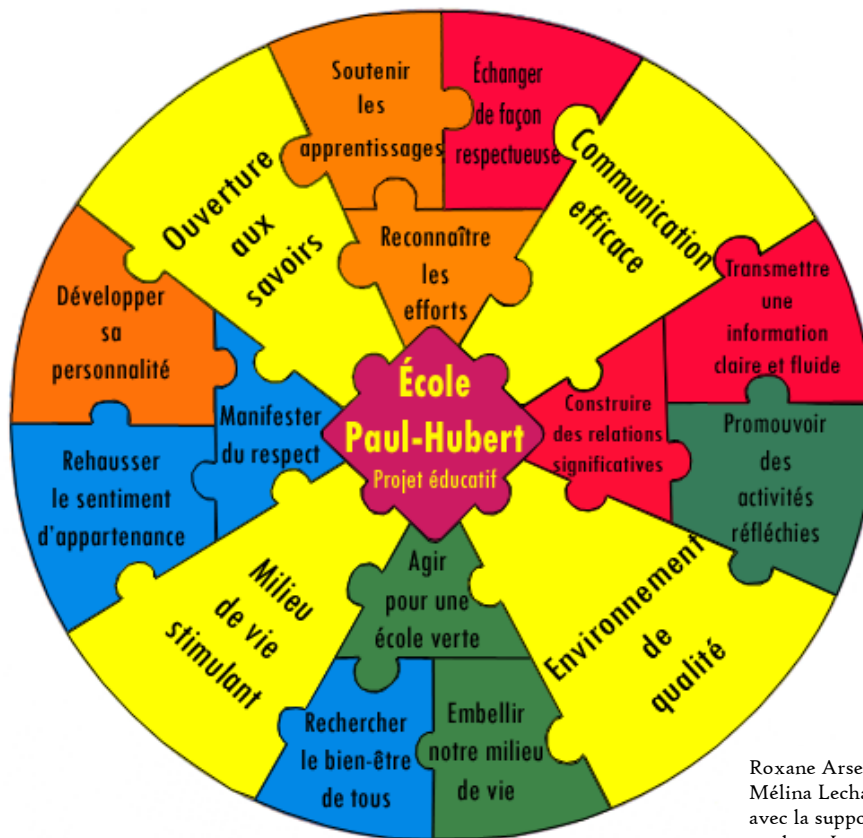 Soutenir
les
apprentissages
Échanger
de façon
respectueuse
Ouverture
aux
savoirs
Communication
efficace
Reconnaître
les
efforts
Développer
sa
personnalité
Transmettre
une
information
claire et fluide
Manifester
du respect
École
Paul-Hubert
Projet éducatif
Construire
des relations
significatives
Rehausser
le sentiment
d'appartenance
Promouvoir
des
activités
réfléchies
Milieu
de vie
stimulant
Agir
pour une
école verte
Environnement
de
qualité
Rechercher
le bien-être
de tous
Embellir
notre milieu
de vie
Roxane Arse
Mélina Lecha
avec la suppo